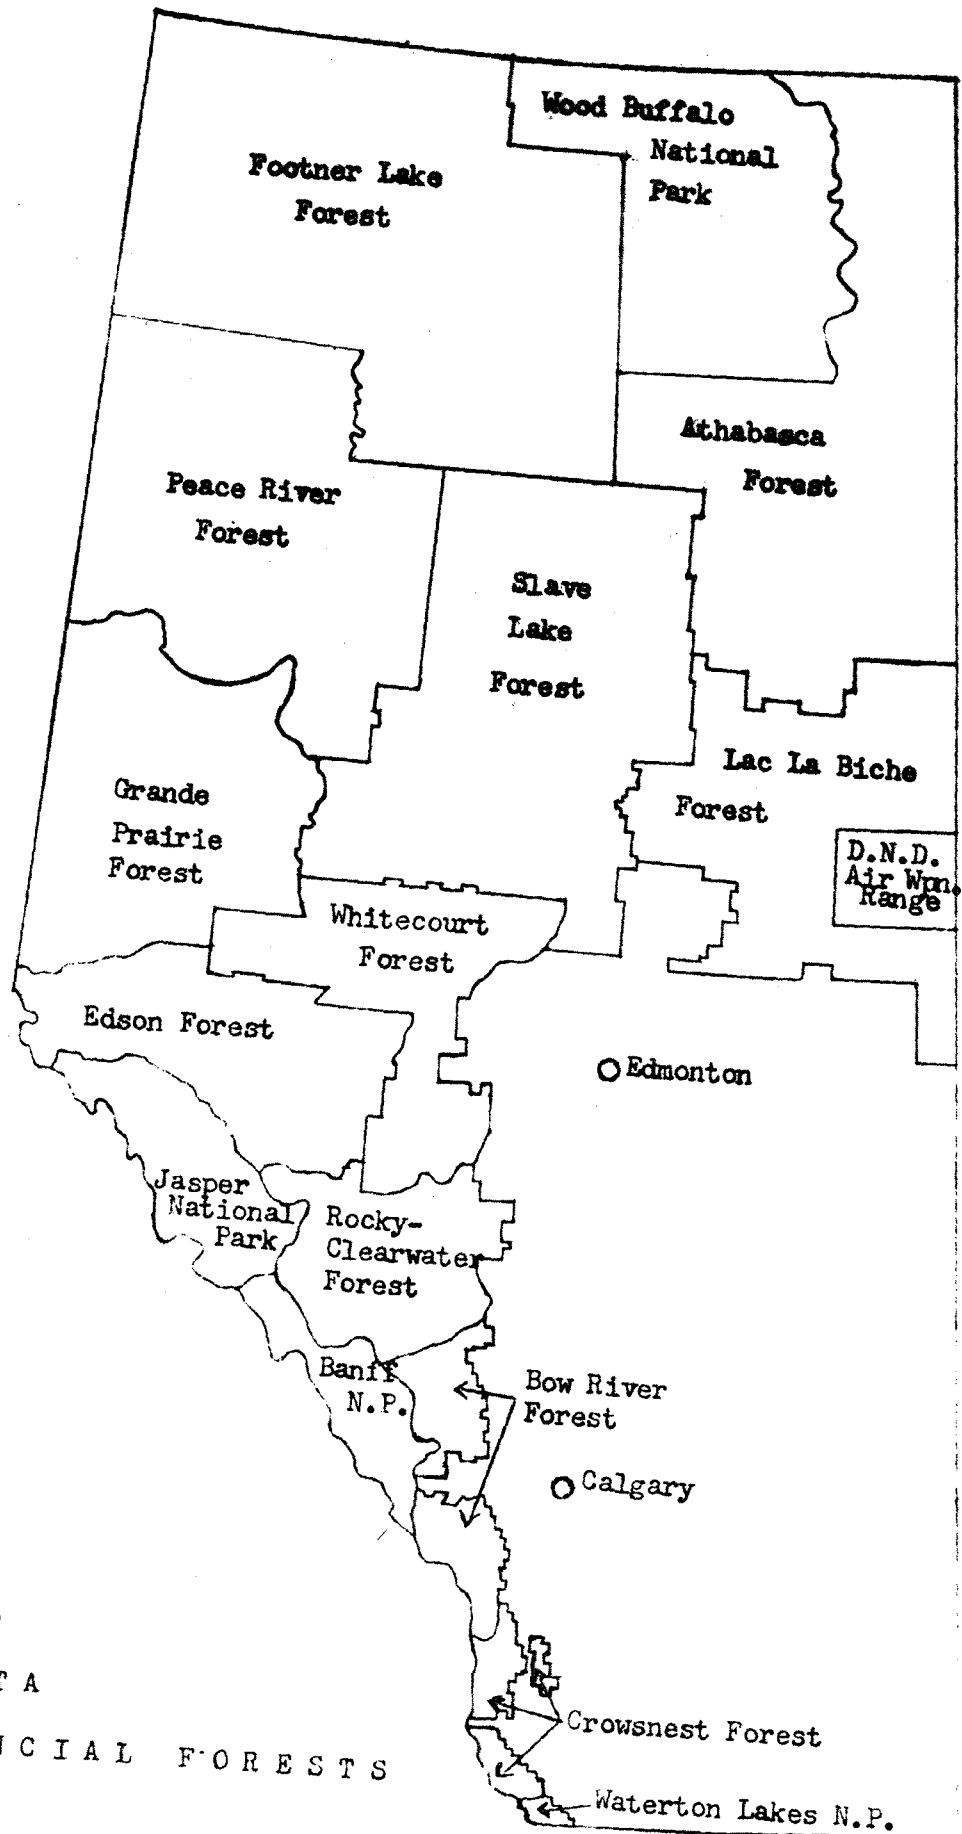 Wood Buffalo
National
Park
Footner Lake
Forest
Athabasca
Forest
Peace River
Forest
Slave
Lake
Forest
Lac La Biche
Forest
Grande
Prairie
Forest
D.N.D.
Air Wpn.
Range
Whitecourt
Forest
Edson Forest
Edmonton
Jasper
National
Park
Rocky-
Clearwater
Forest
Banff
N.P.
Bow River
Forest
Calgary
Crowsnest Forest
Waterton Lakes N.P.
T A
N C I A L F O R E S T S